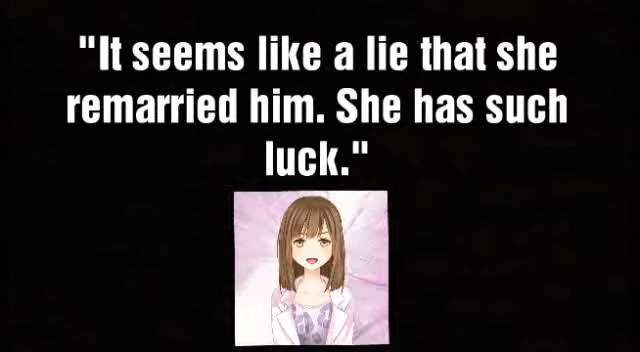 "It seems like a lie that she
remarried him. She has such
luck."